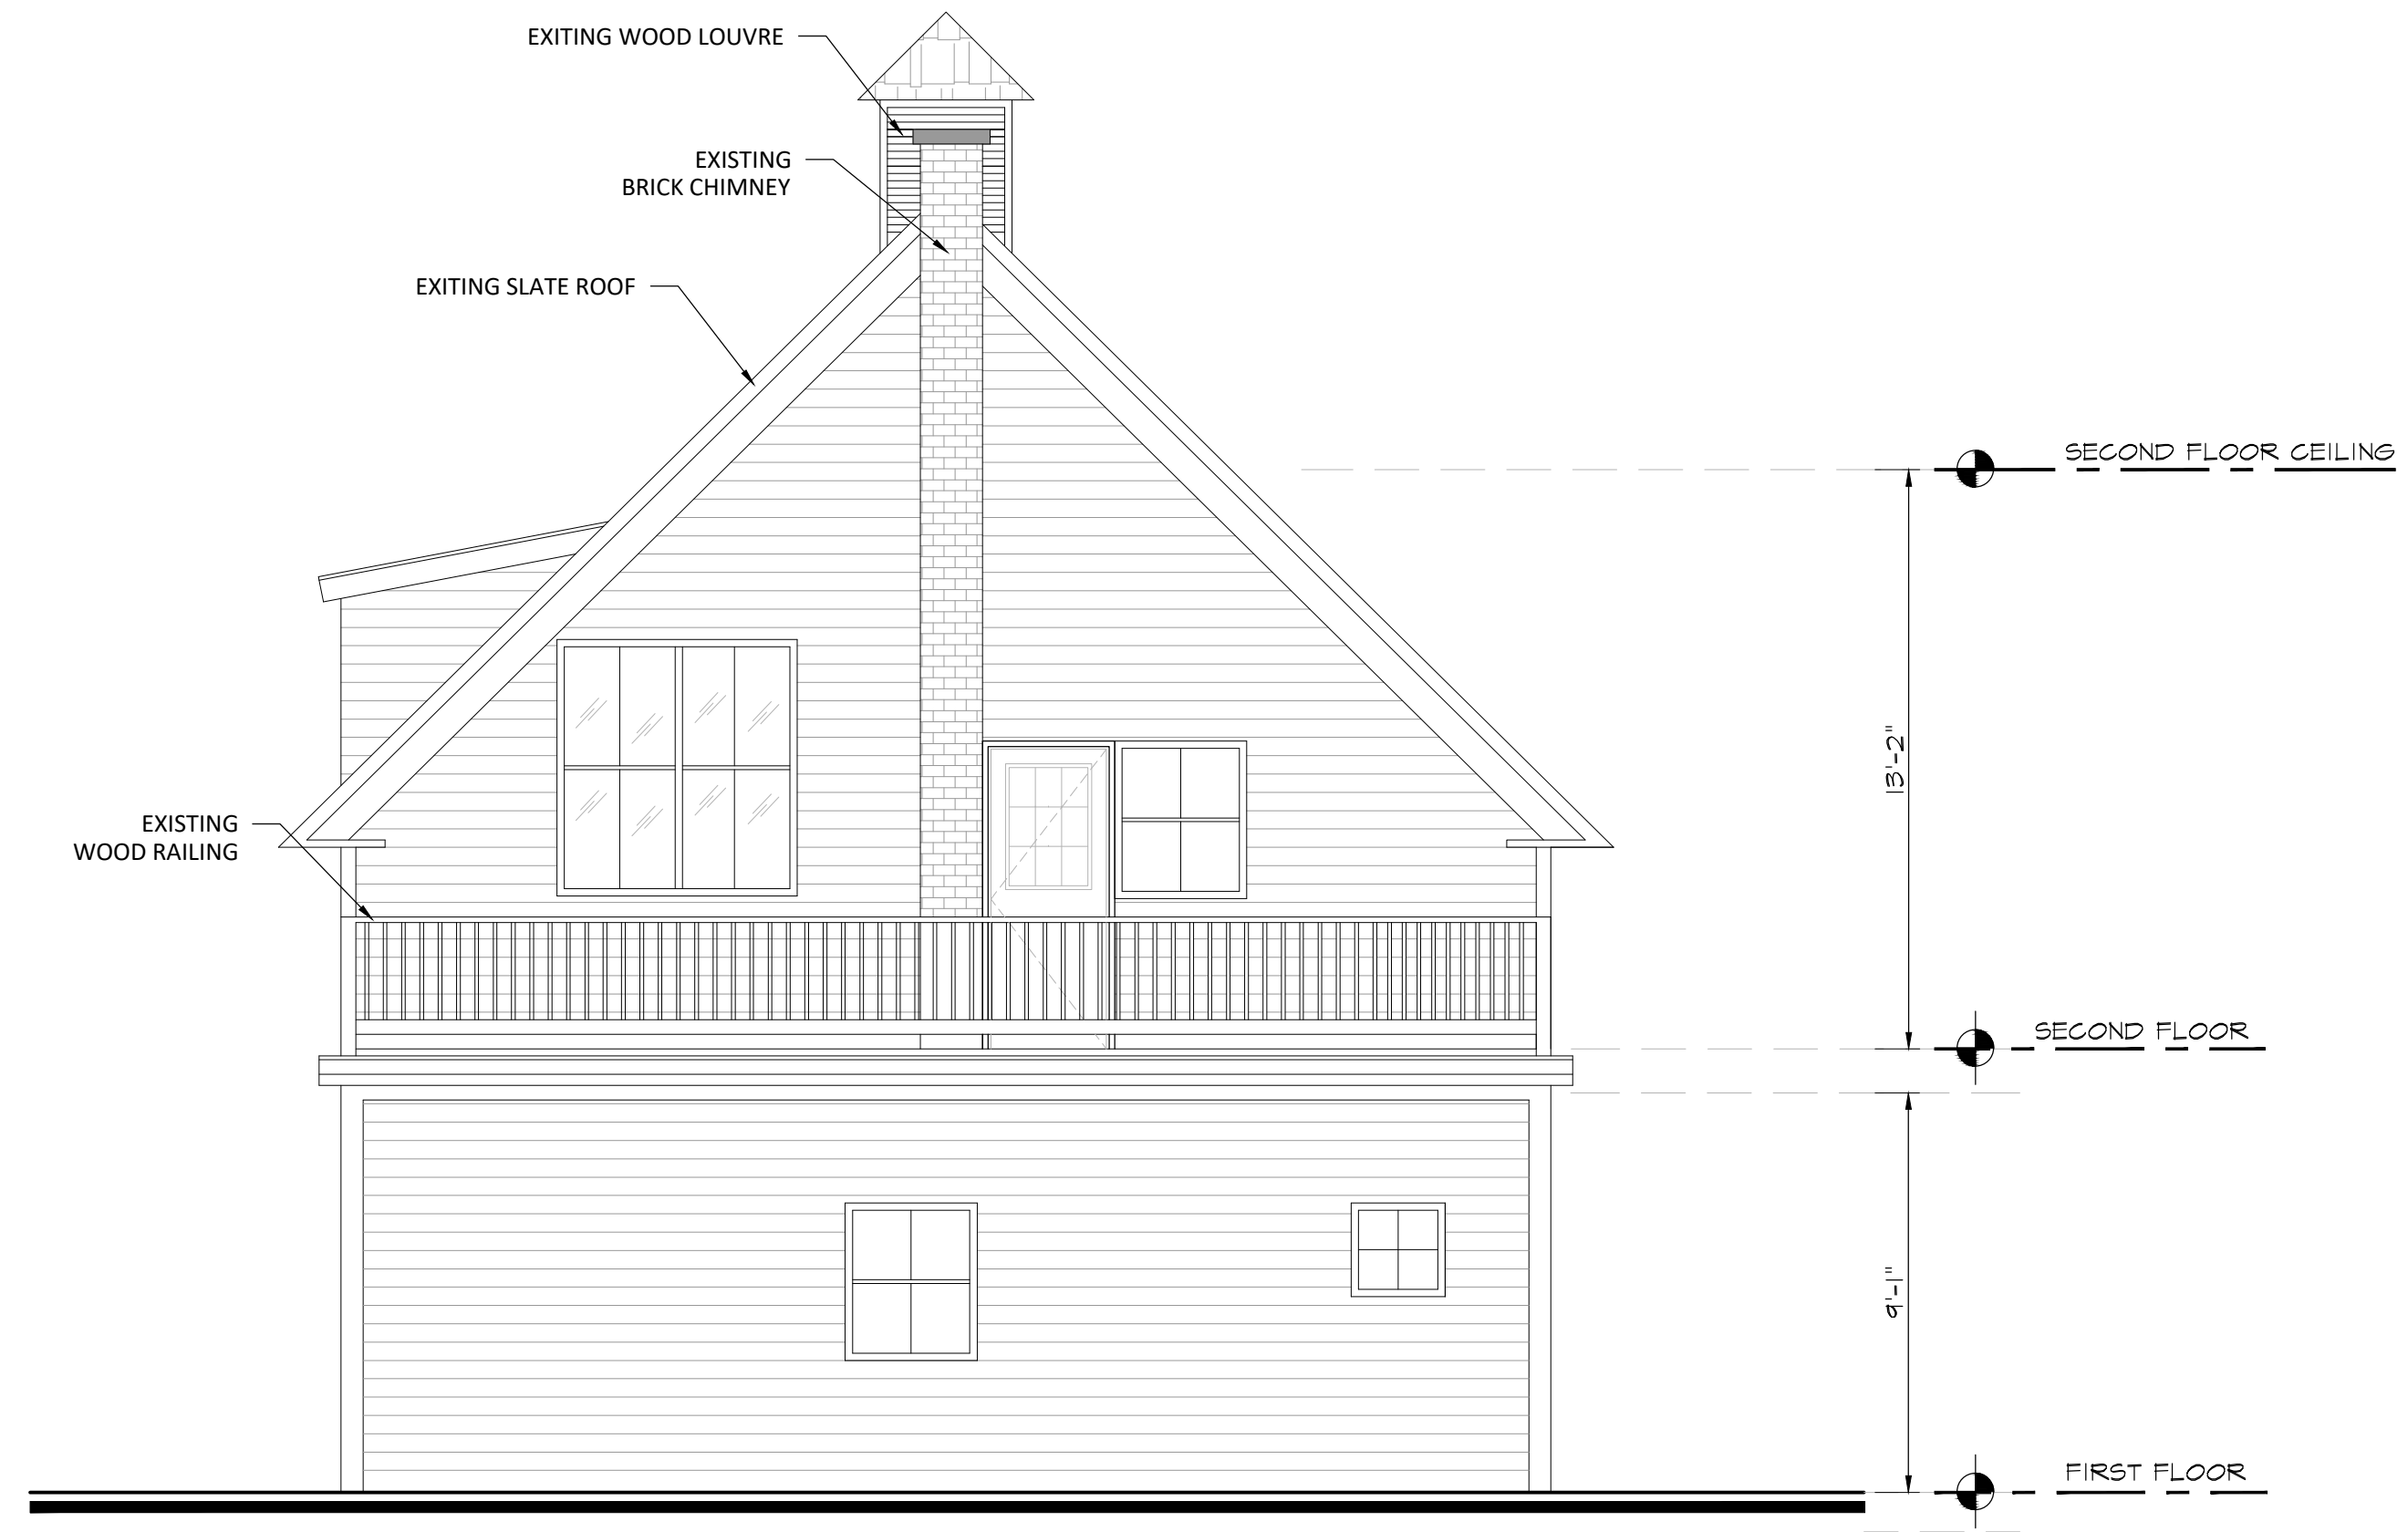 EXITING WOOD LOUVRE
EXISTING
BRICK CHIMNEY
EXITING SLATE ROOF
SECOND FLOOR CEILING
13'-2"
EXISTING
WOOD RAILING
SECOND FLOOR
9'-1"
FIRST FLOOR